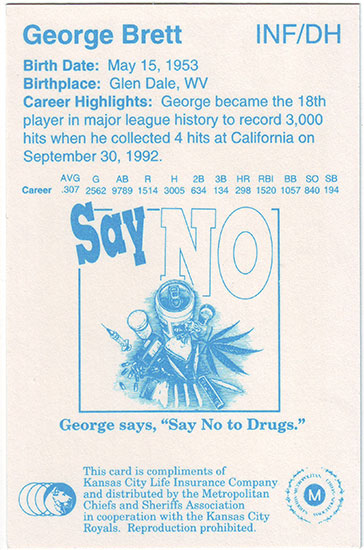 George Brett INF/DH
Birth Date: May 15, 1953
Birthplace: Glen Dale, WV
Career Highlights: George became the 18th
player in major league history to record 3,000
hits when he collected 4 hits at California on
September 30, 1992.
AVG G AB R H 2B 3B HR RBI BB SO SB
Career .307 2562 9789 1514 3005 634 134 298 1520 1057 840 194
Say NO
George says, “Say No to Drugs.”
This card is compliments of
Kansas City Life Insurance Company
and distributed by the Metropolitan
Chiefs and Sheriffs Association
in cooperation with the Kansas City
Royals. Reproduction prohibited.
M